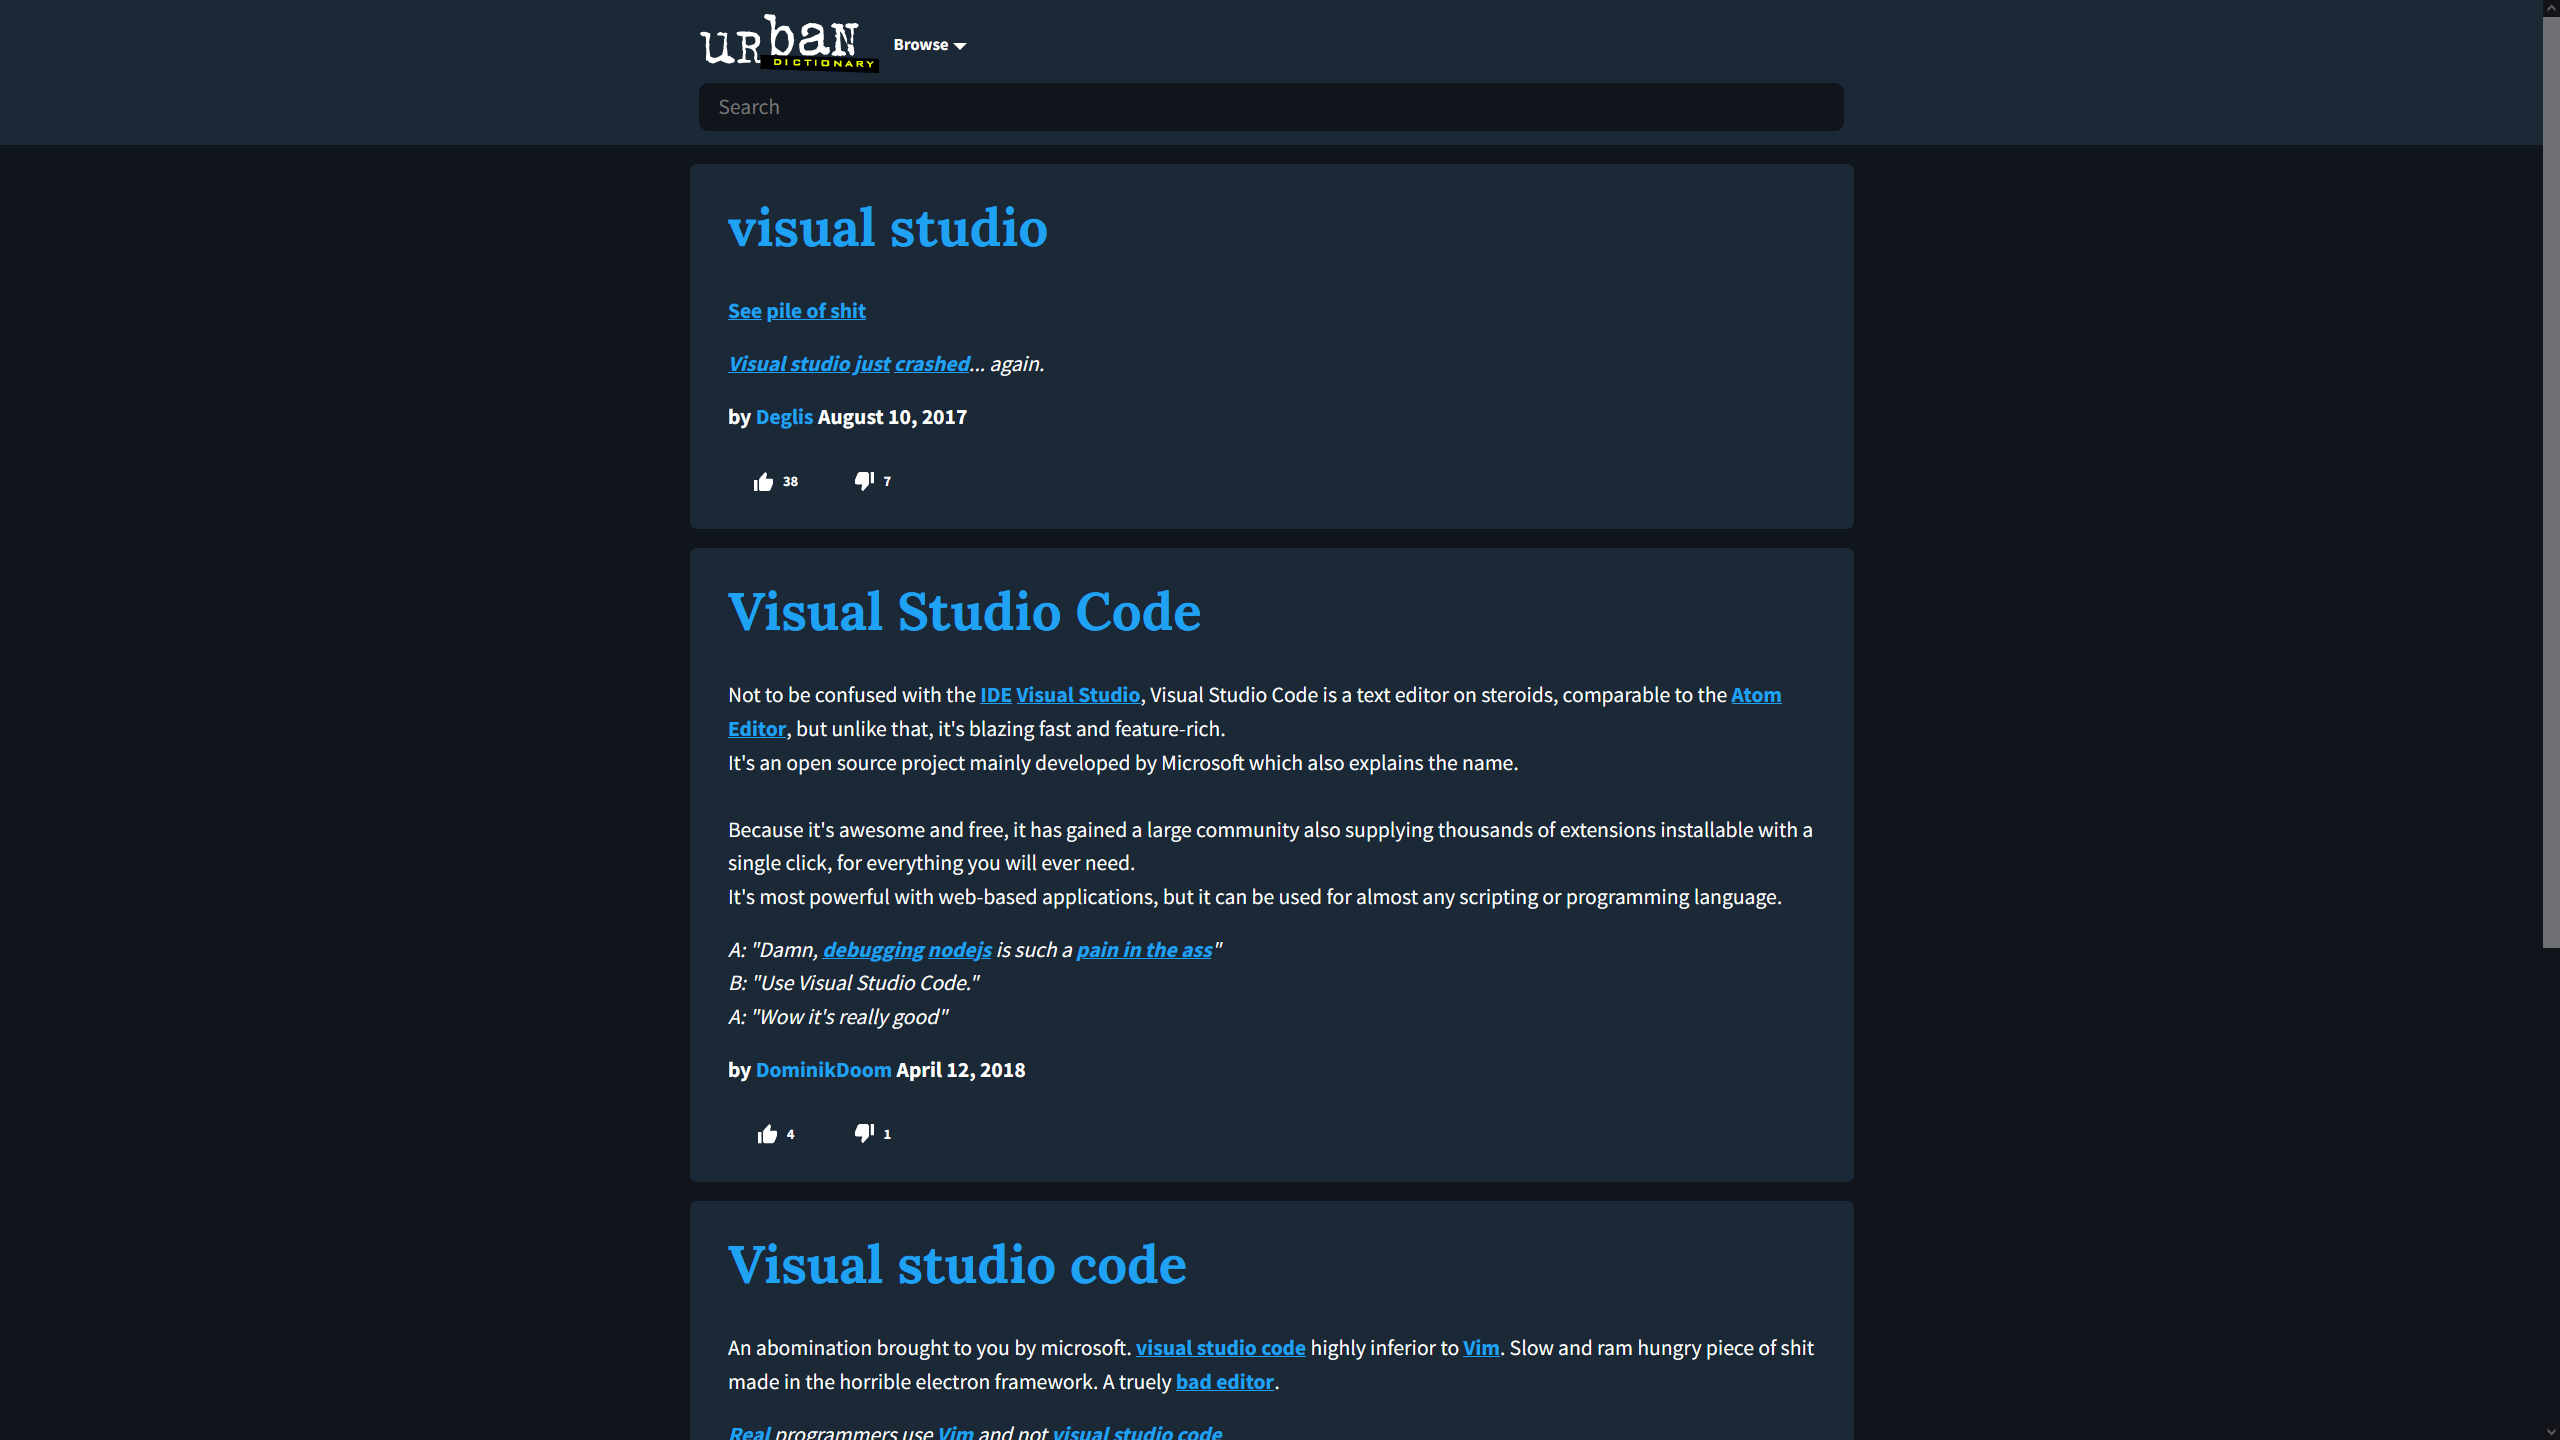 urban
DICTIONARY
Browse
Search
visual studio
See pile of shit
Visual studio just crashed... again.
by Deglis August 10, 2017
38 7
Visual Studio Code
Not to be confused with the IDE Visual Studio, Visual Studio Code is a text editor on steroids, comparable to the Atom
Editor, but unlike that, it's blazing fast and feature-rich.
It's an open source project mainly developed by Microsoft which also explains the name.
Because it's awesome and free, it has gained a large community also supplying thousands of extensions installable with a
single click, for everything you will ever need.
It's most powerful with web-based applications, but it can be used for almost any scripting or programming language.
A: "Damn, debugging nodejs is such a pain in the ass"
B: "Use Visual Studio Code."
A: "Wow it's really good"
by DominikDoom April 12, 2018
4 1
Visual studio code
An abomination brought to you by microsoft. visual studio code highly inferior to Vim. Slow and ram hungry piece of shit
made in the horrible electron framework. A truely bad editor.
Real programmers use Vim and not visual studio code